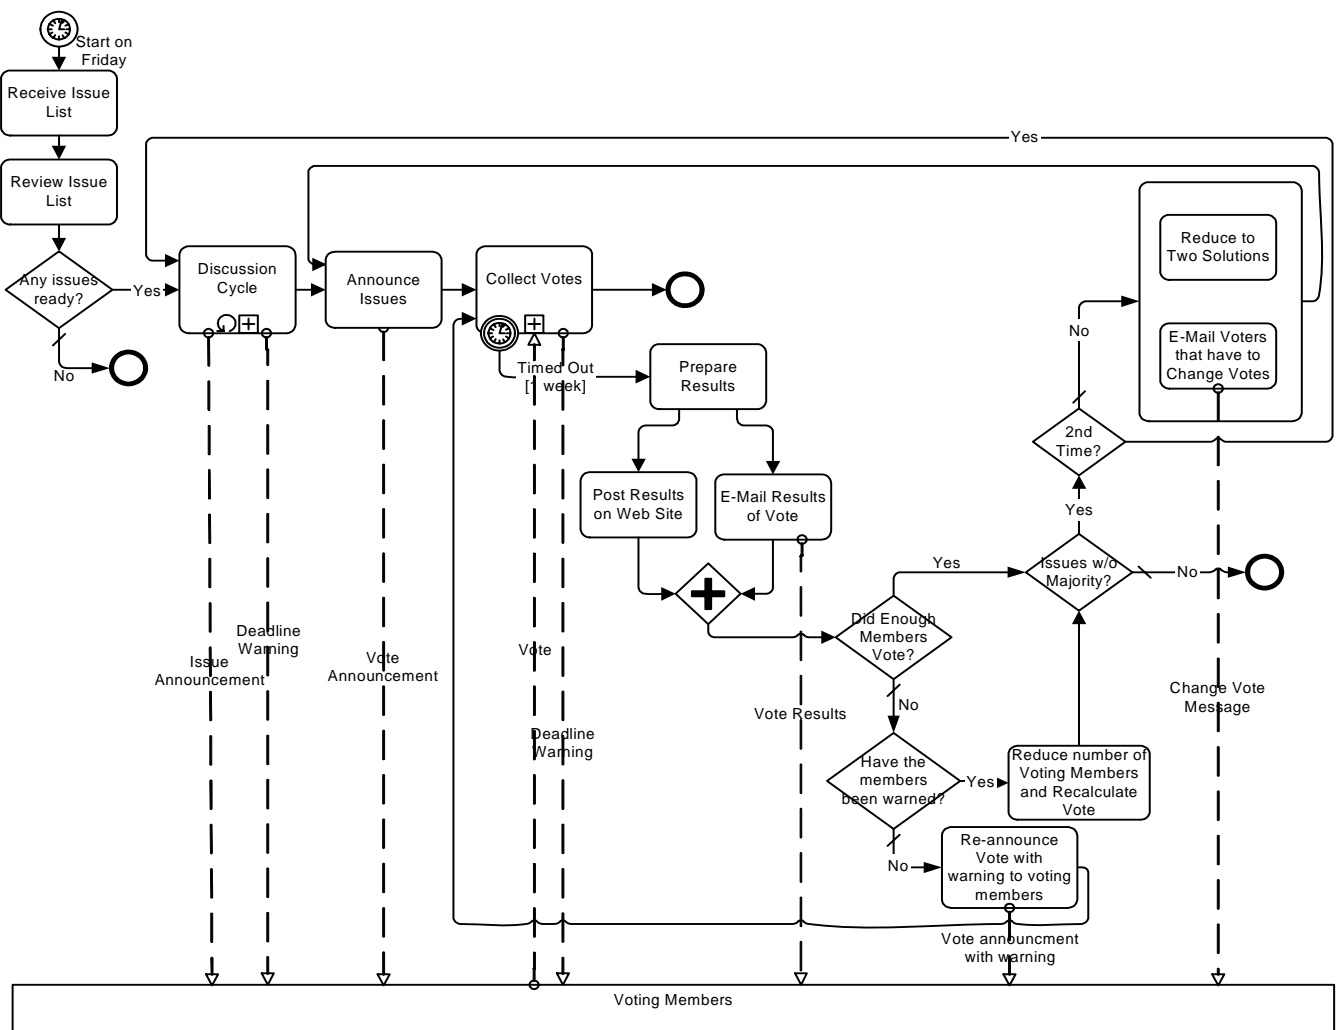 Start on
Friday
Receive Issue
List
Review Issue
List
Any issues
ready?
Yes
No
Yes
Discussion
Cycle
Announce
Issues
Collect Votes
Timed Out
[1 week]
Prepare
Results
Post Results
on Web Site
E-Mail Results
of Vote
Reduce to
Two Solutions
E-Mail Voters
that have to
Change Votes
No
2nd
Time?
Yes
Issues w/o
Majority?
No
Yes
Did Enough
Members
Vote?
No
Have the
members
been warned?
Yes
Reduce number of
Voting Members
and Recalculate
Vote
No
Re-announce
Vote with
warning to voting
members
Issue
Announcement
Deadline
Warning
Vote
Announcement
Vote
Deadline
Warning
Vote Results
Change Vote
Message
Vote announcment
with warning
Voting Members